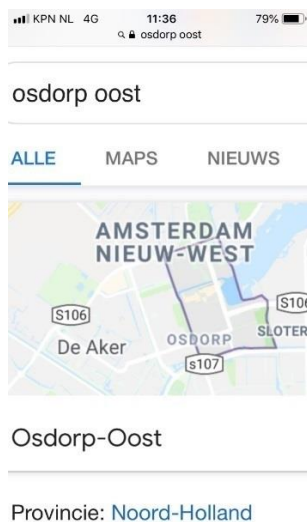 KPN NL 4G 11:36 79%
osdorp oost
osdorp oost
ALLE MAPS NIEUWS
AMSTERDAM
NIEUW-WEST
S106
S106
De Aker
OSDORP
SLOTER
s107
Osdorp-Oost
Provincie: Noord-Holland